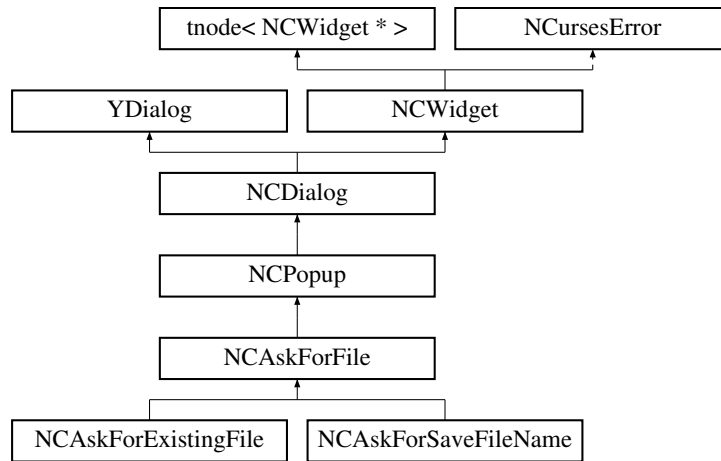 tnode< NCWidget * >
NCursesError
YDialog
NCWidget
NCDialog
NCPopup
NCAskForFile
NCAskForExistingFile
NCAskForSaveFileName